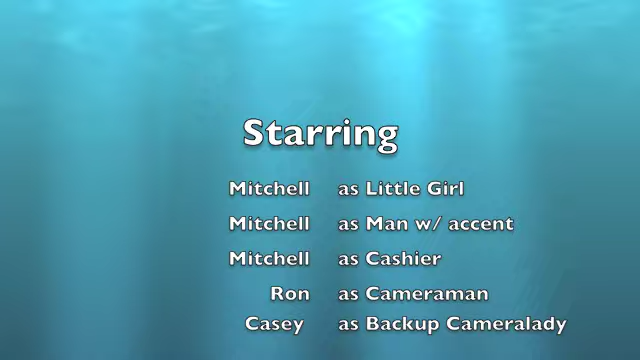 Starring
Mitchell as Little Girl
Mitchell as Man w/ accent
Mitchell as Cashier
Ron as Cameraman
Casey as Backup Cameralady